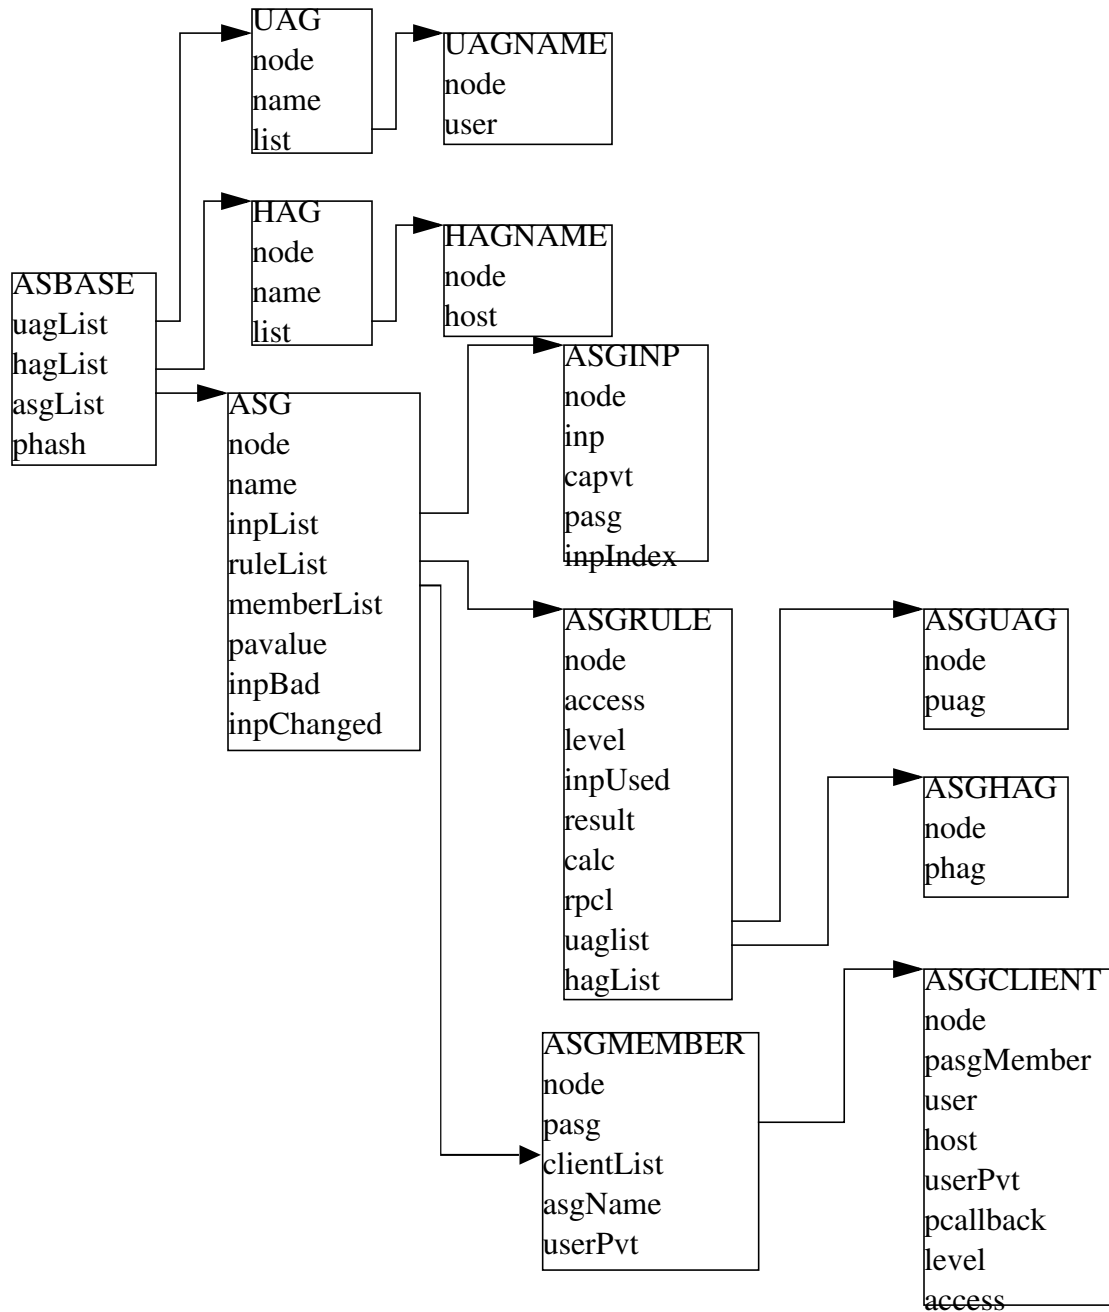 UAG
node
name
list
UAGNAME
node
user
HAG
node
name
list
HAGNAME
node
host
ASBASE
uagList
hagList
asgList
phash
ASG
node
name
inpList
ruleList
memberList
pavalue
inpBad
inpChanged
ASGINP
node
inp
capvt
pasg
inpIndex
ASGRULE
node
access
level
inpUsed
result
calc
rpcl
uaglist
hagList
ASGUAG
node
puag
ASGHAG
node
phag
ASGMEMBER
node
pasg
clientList
asgName
userPvt
ASGCLIENT
node
pasgMember
user
host
userPvt
pcallback
level
access